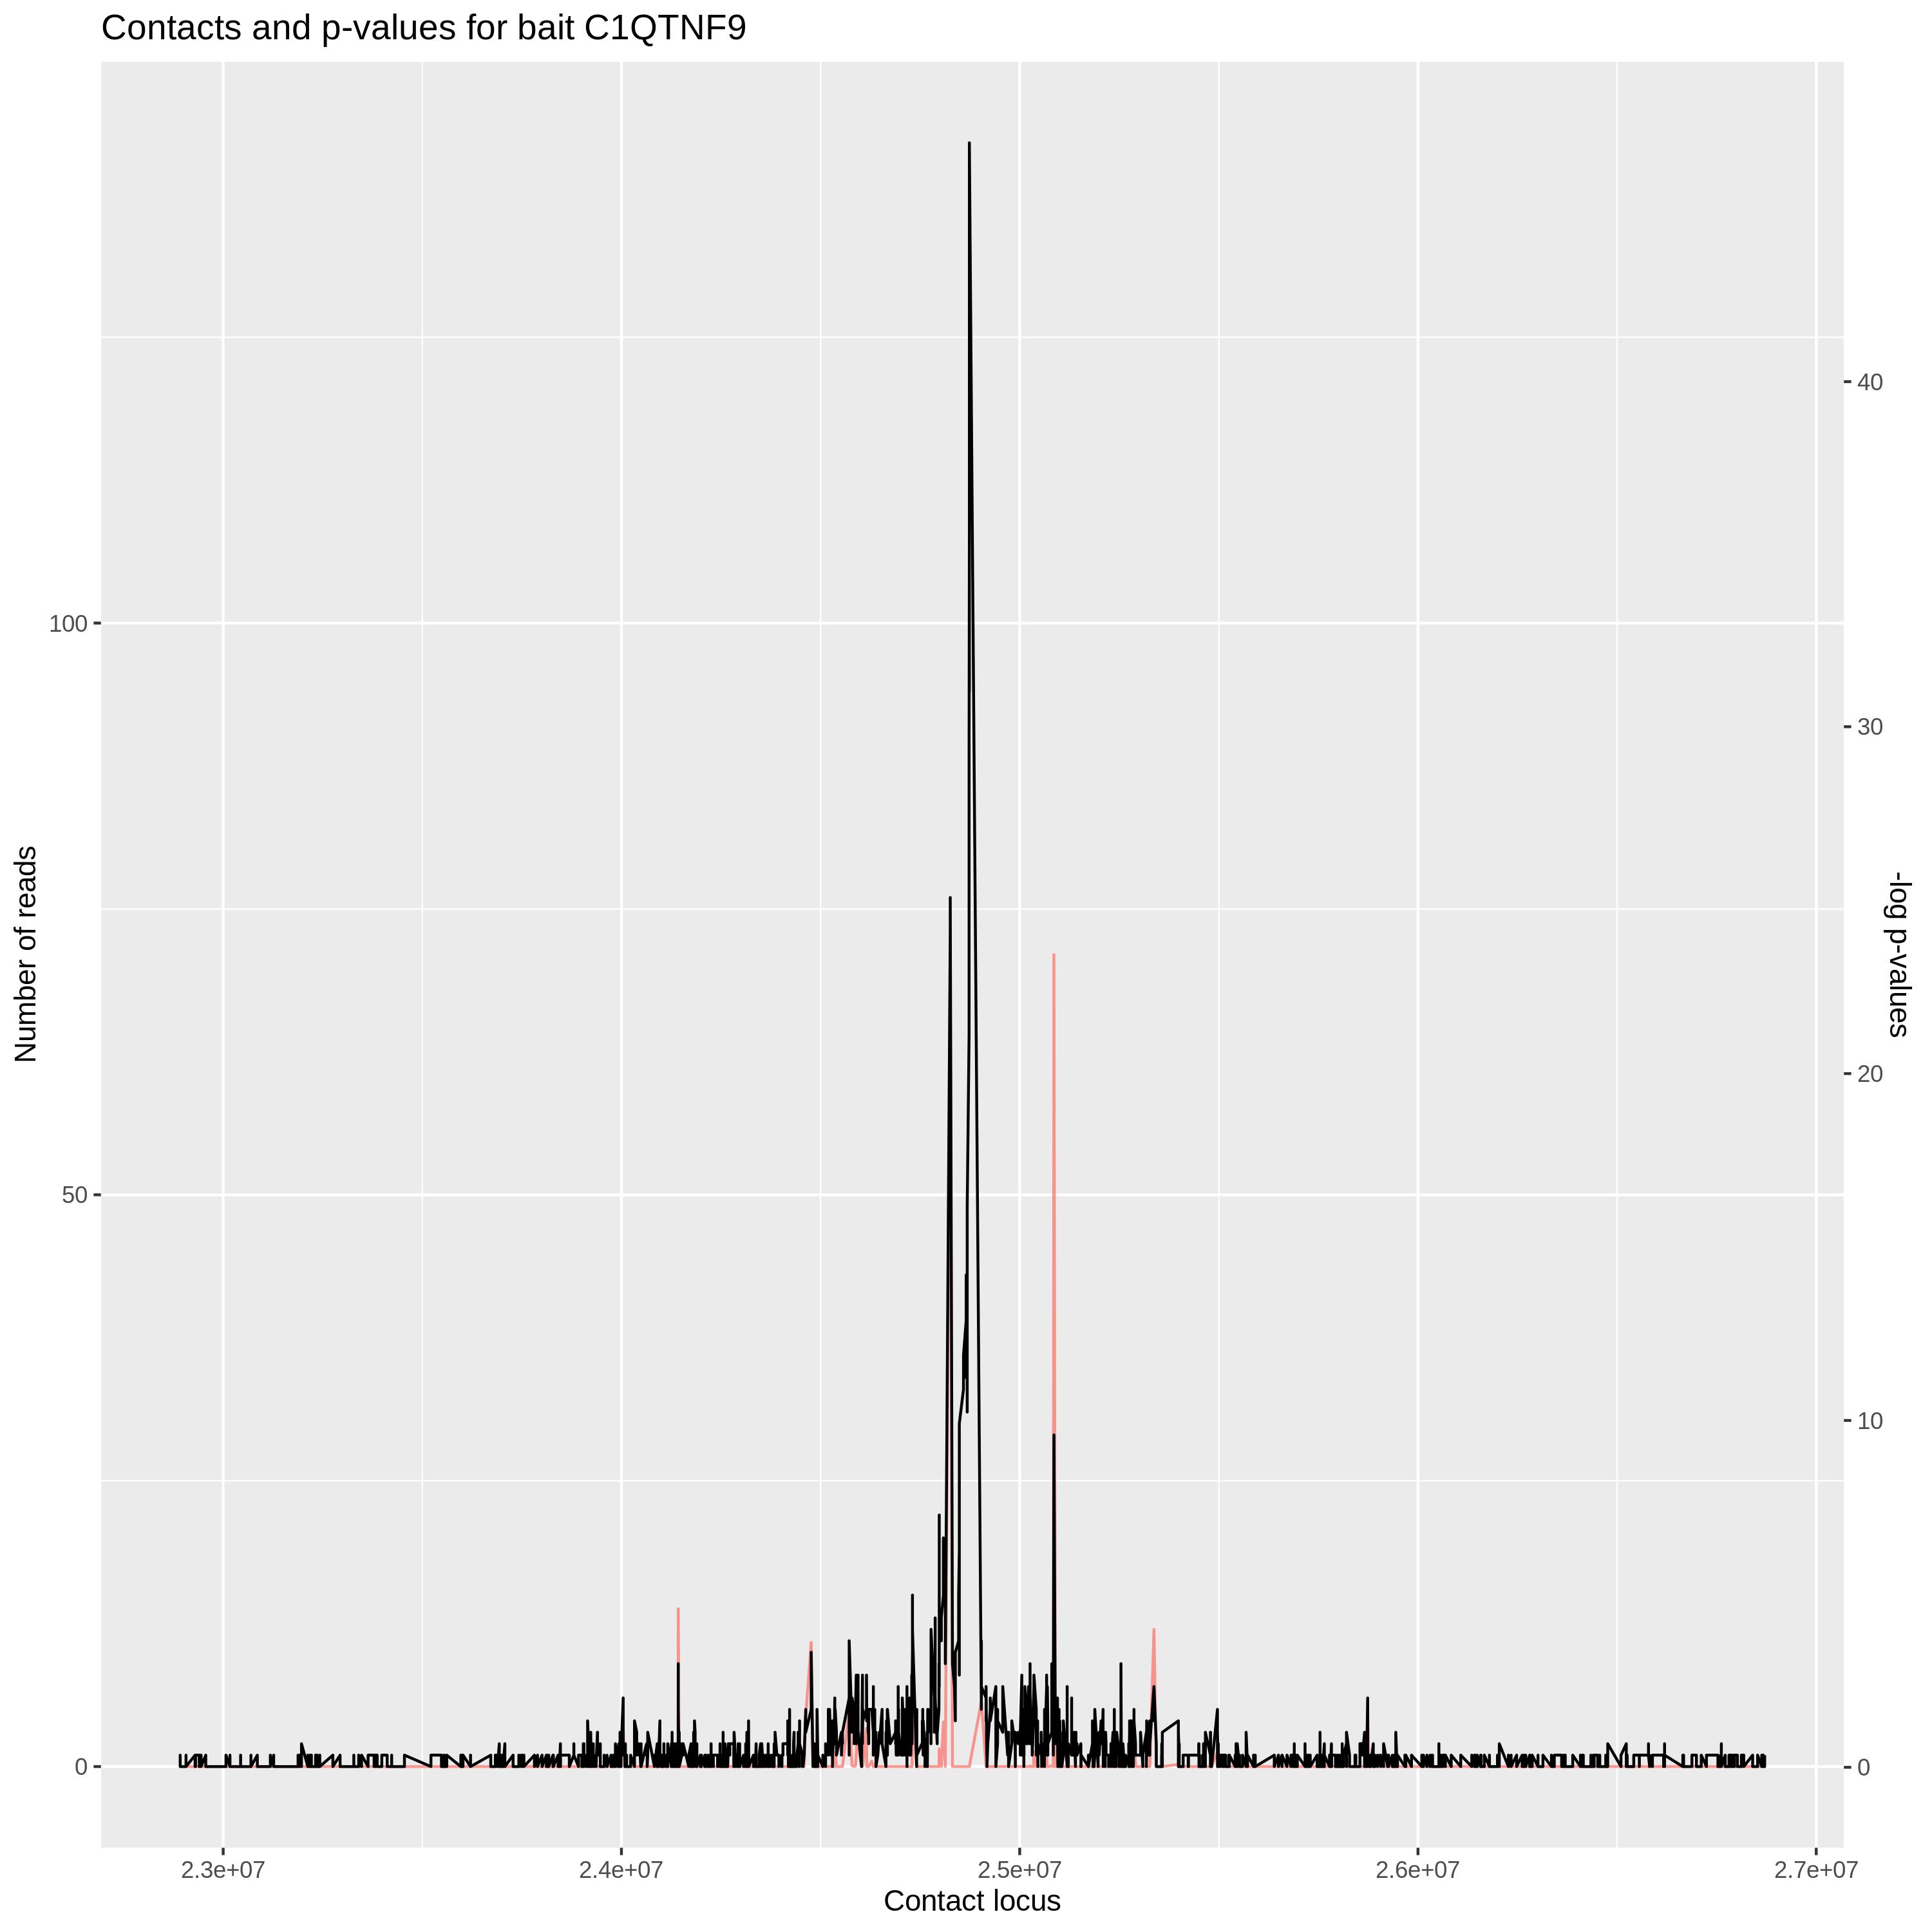 Contacts and p-values for bait C1QTNF9
Number of reads
100
50
0
40
30
20
10
0
-log p-values
2.3e+07
2.4e+07
2.5e+07
2.6e+07
2.7e+07
Contact locus